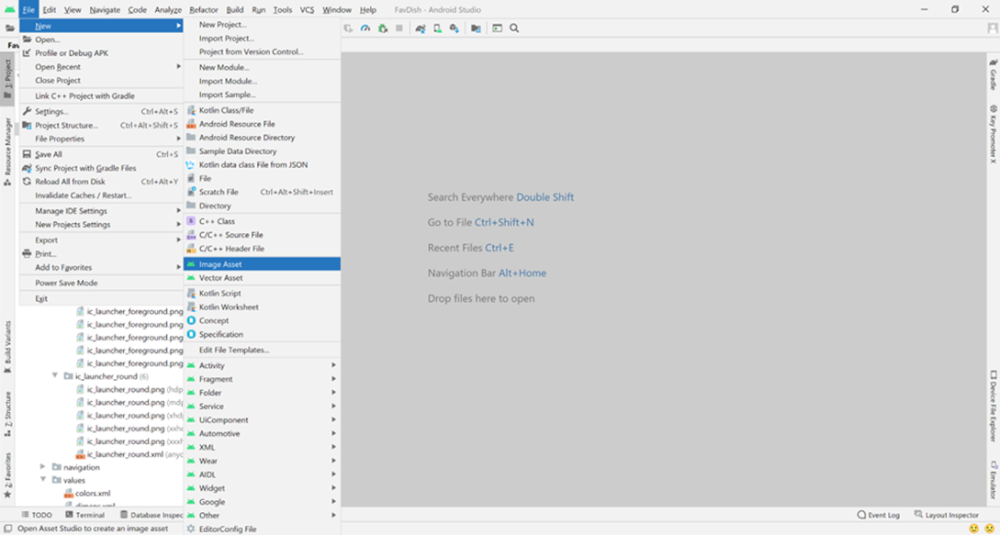 File Edit View Navigate Code Analyze Refactor Build Run Tools VCS Window Help FavDish - Android Studio
Fav
New
Open...
Profile or Debug APK
Open Recent
Close Project
Link C++ Project with Gradle
Settings... Ctrl+Alt+S
Project Structure... Ctrl+Alt+Shift+S
File Properties
Save All Ctrl+S
Sync Project with Gradle Files
Reload All from Disk Ctrl+Alt+Y
Invalidate Caches / Restart...
Manage IDE Settings
New Projects Settings
Export
Print...
Add to Favorites
Power Save Mode
Exit
New Project...
Import Project...
Project from Version Control...
New Module...
Import Module...
Import Sample...
Kotlin Class/File
Android Resource File
Android Resource Directory
Sample Data Directory
Kotlin data class File from JSON
File
Scratch File Ctrl+Alt+Shift+Insert
Directory
C++ Class
C/C++ Source File
C/C++ Header File
Image Asset
Vector Asset
Kotlin Script
Kotlin Worksheet
Concept
Specification
Edit File Templates...
Activity
Fragment
Folder
Service
UiComponent
Automotive
XML
Wear
AIDL
Widget
Google
Other
EditorConfig File
ic_launcher_foreground.png
ic_launcher_foreground.png
ic_launcher_foreground.png
ic_launcher_foreground.png
ic_launcher_foreground.png
ic_launcher_round (6)
ic_launcher_round.png (hdp
ic_launcher_round.png (mdp
ic_launcher_round.png (xhdp
ic_launcher_round.png (xxhc
ic_launcher_round.png (xxxh
ic_launcher_round.xml (anyc
navigation
values
colors.xml
dimens.xml
Search Everywhere Double Shift
Go to File Ctrl+Shift+N
Recent Files Ctrl+E
Navigation Bar Alt+Home
Drop files here to open
1: Project
Resource Manager
Build Variants
7: Structure
2: Favorites
Gradle
Key Promoter X
Device File Explorer
Emulator
TODO Terminal Database Inspec Event Log Layout Inspector
Open Asset Studio to create an image asset